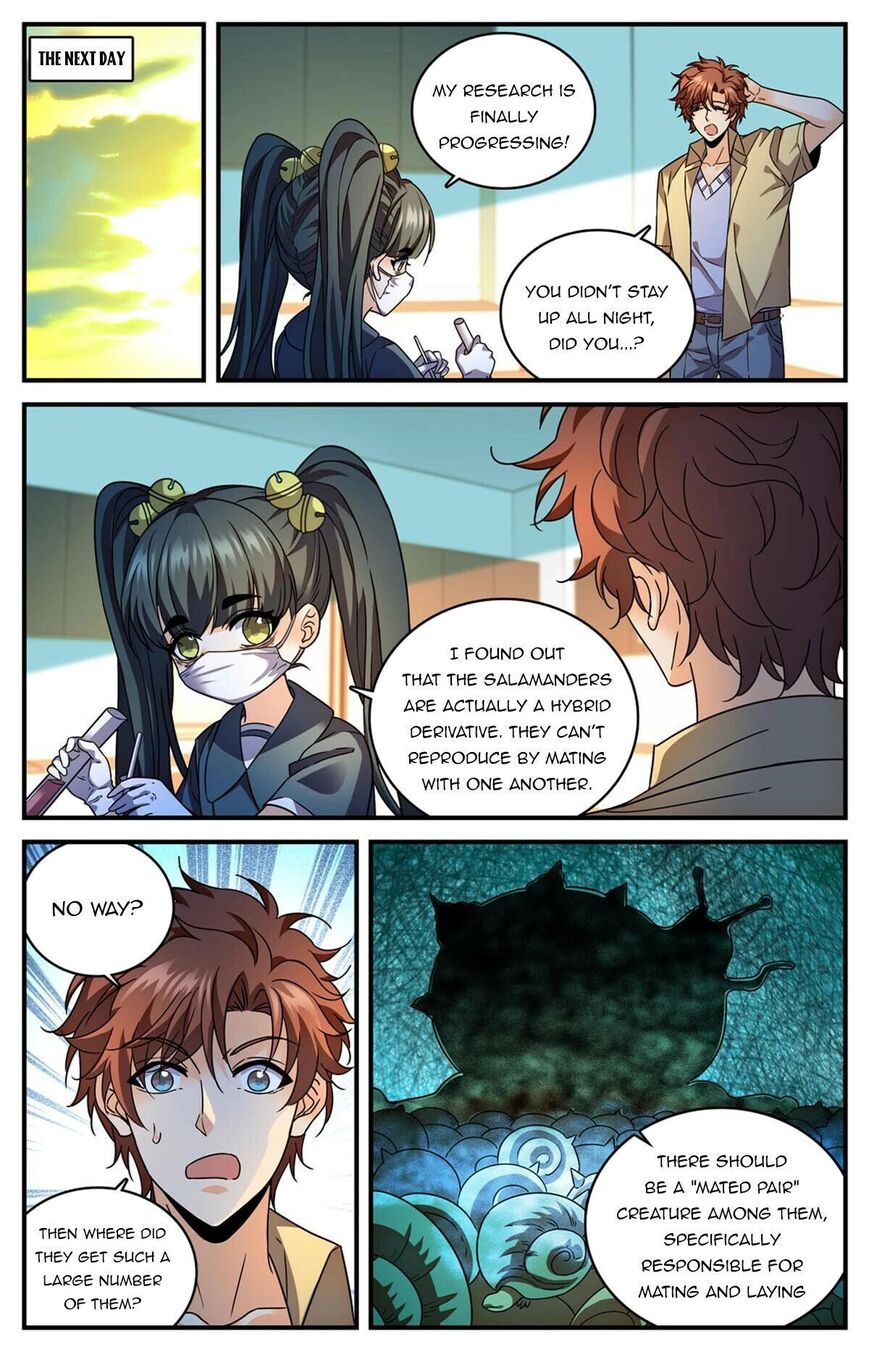 THE NEXT DAY
MY RESEARCH IS
FINALLY
PROGRESSING!
YOU DIDN'T STAY
UP ALL NIGHT,
DID YOU...?
I FOUND OUT
THAT THE SALAMANDERS
ARE ACTUALLY A HYBRID
DERIVATIVE. THEY CAN'T
REPRODUCE BY MATING
WITH ONE ANOTHER.
NO WAY?
THEN WHERE DID
THEY GET SUCH A
LARGE NUMBER
OF THEM?
THERE SHOULD
BE A "MATED PAIR"
CREATURE AMONG THEM,
SPECIFICALLY
RESPONSIBLE FOR
MATING AND LAYING